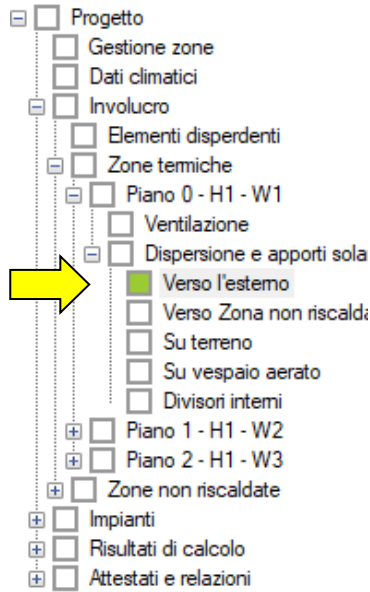 Progetto
Gestione zone
Dati climatici
Involucro
Elementi disperdenti
Zone termiche
Piano 0 - H1 - W1
Ventilazione
Dispersione e apporti sola
Verso l'esterno
Verso Zona non riscalda
Su terreno
Su vespaio aerato
Divisori interni
Piano 1 - H1 - W2
Piano 2 - H1 - W3
Zone non riscaldate
Impianti
Risultati di calcolo
Attestati e relazioni